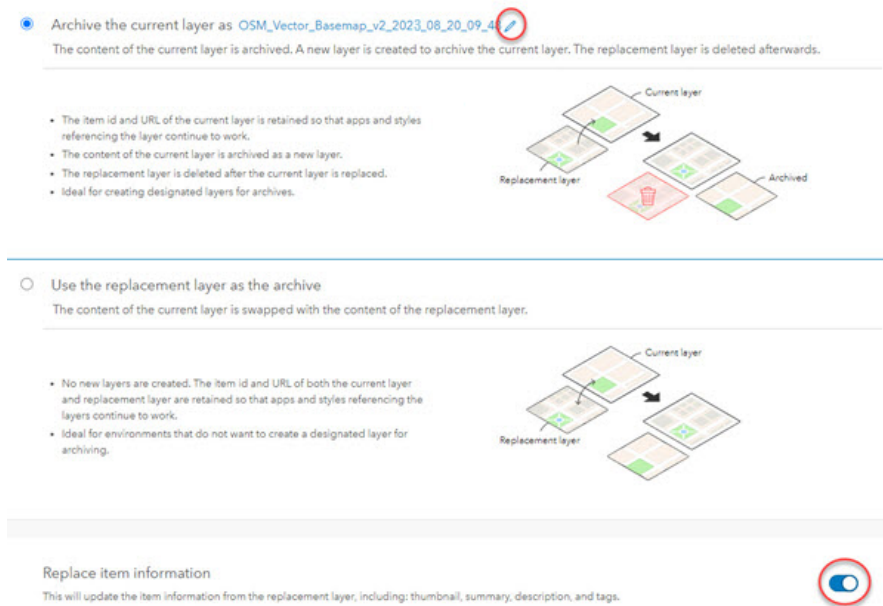 Archive the current layer as OSM_Vector_Basemap_v2_2023_08_20_09_48
The content of the current layer is archived. A new layer is created to archive the current layer. The replacement layer is deleted afterwards.
• The item id and URL of the current layer is retained so that apps and styles
referencing the layer continue to work.
• The content of the current layer is archived as a new layer.
• The replacement layer is deleted after the current layer is replaced.
• Ideal for creating designated layers for archives.
Current layer
Replacement layer
Archived
Use the replacement layer as the archive
The content of the current layer is swapped with the content of the replacement layer.
• No new layers are created. The item id and URL of both the current layer
and replacement layer are retained so that apps and styles referencing the
layers continue to work.
• Ideal for environments that do not want to create a designated layer for
archiving.
Current layer
Replacement layer
Replace item information
This will update the item information from the replacement layer, including: thumbnail, summary, description, and tags.